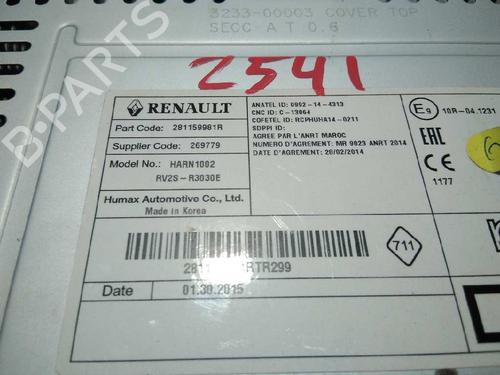 3233-00003 COVER TOP
SECC A T 0.6
2541
RENAULT
Part Code: 281159981R
Supplier Code: 269779
Model No.: HARN1002
RV2S-R3030E
Humax Automotive Co., Ltd.
Made in Korea
ANATEL ID: 0952-14-4313
CNC ID: C-13064
COFETEL ID: RCPHUHA14-0211
SDPPI ID:
AGREE PAR L'ANRT MAROC
NUMERO D'AGREMENT: MR 9023 ANRT 2014
DATE D'AGREMENT: 20/02/2014
E9 10R-04.1231
EAC
CE
1177
6
711
RTR299
Date 01.30.2015
B-PARTS